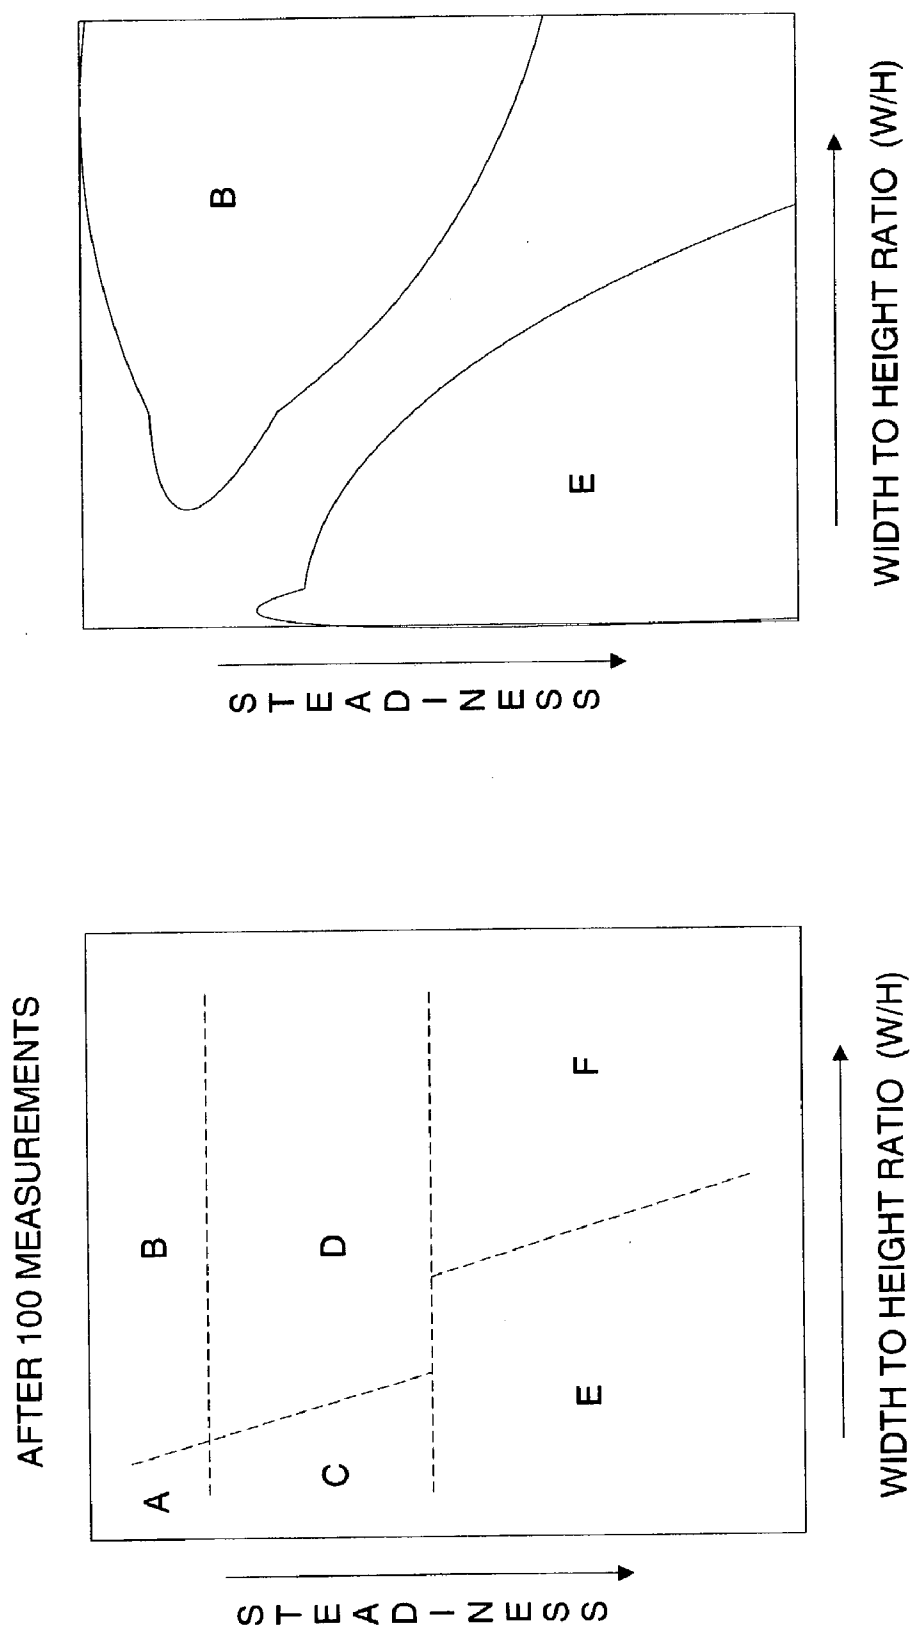 AFTER 100 MEASUREMENTS
STEADINESS
A
B
C
D
E
F
WIDTH TO HEIGHT RATIO (W/H)
STEADINESS
B
E
WIDTH TO HEIGHT RATIO (W/H)